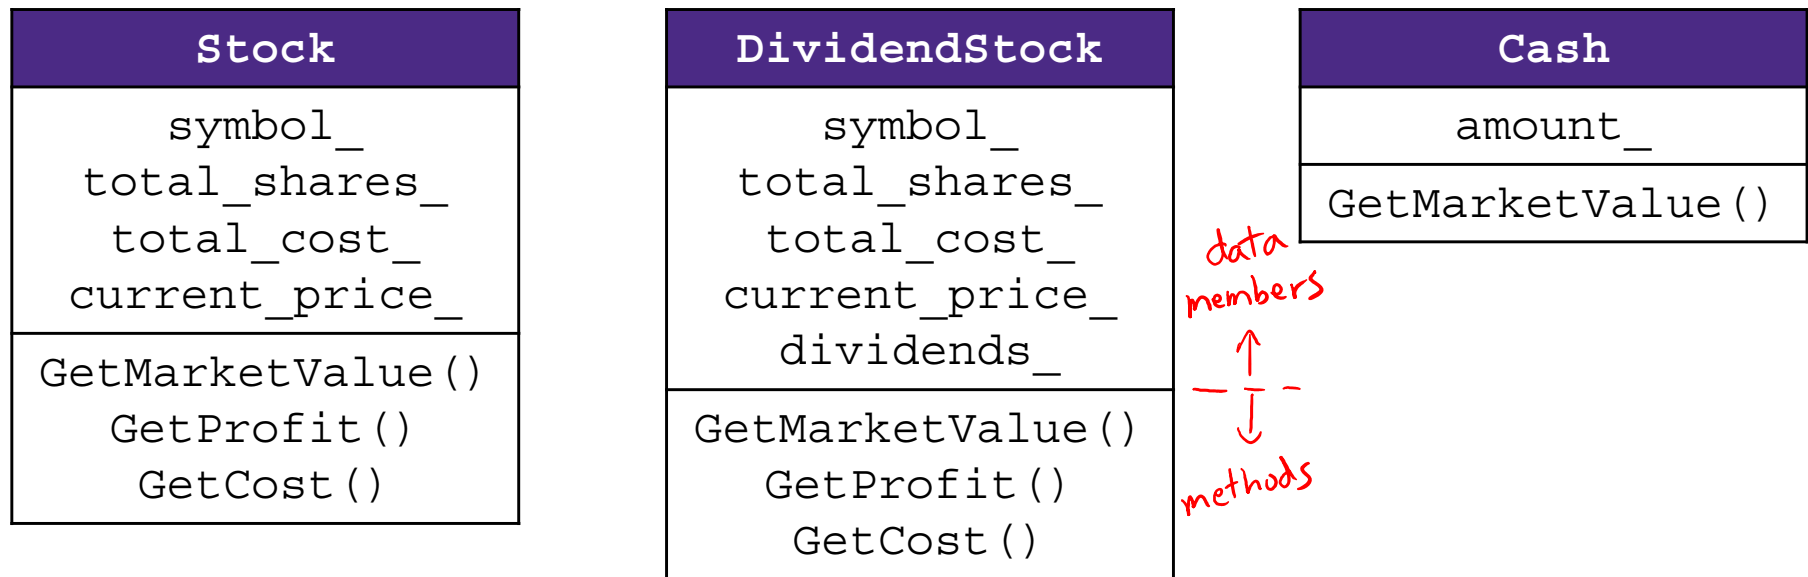 Stock
symbol_
total_shares_
total_cost_
current_price_
GetMarketValue()
GetProfit()
GetCost()
DividendStock
symbol_
total_shares_
total_cost_
current_price_
dividends_
GetMarketValue()
GetProfit()
GetCost()
data
members
methods
Cash
amount_
GetMarketValue()